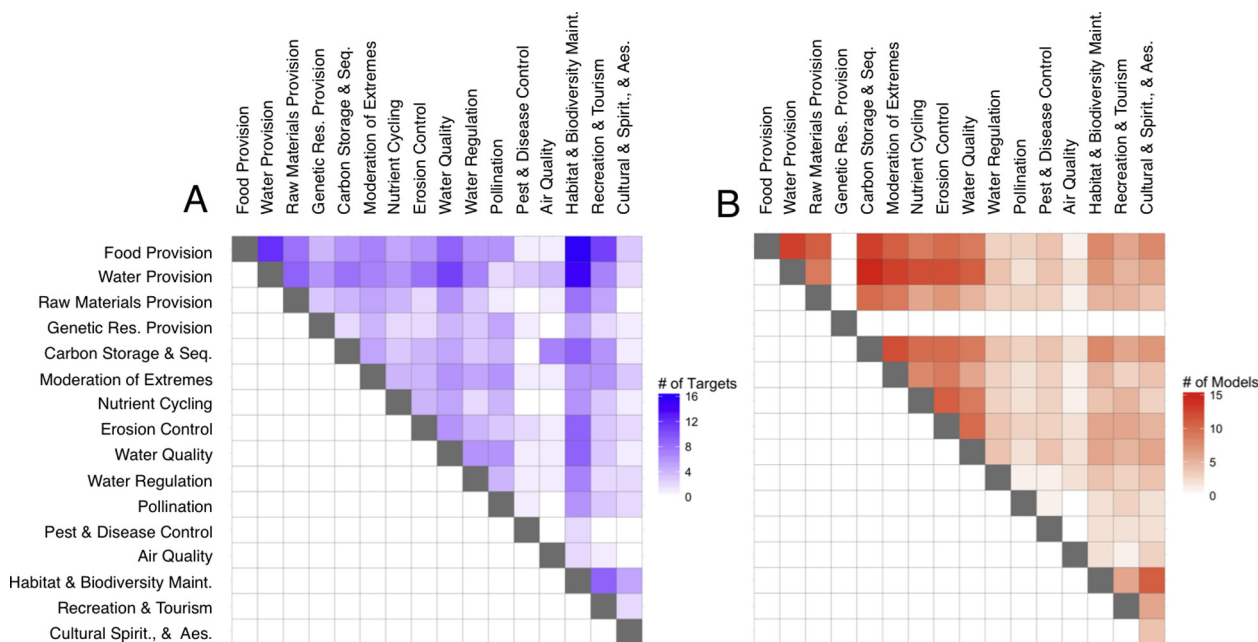 A
Food Provision
Water Provision
Raw Materials Provision
Genetic Res. Provision
Carbon Storage & Seq.
Moderation of Extremes
Nutrient Cycling
Erosion Control
Water Quality
Water Regulation
Pollination
Pest & Disease Control
Air Quality
Habitat & Biodiversity Maint.
Recreation & Tourism
Cultural & Spirit., & Aes.
Food Provision
Water Provision
Raw Materials Provision
Genetic Res. Provision
Carbon Storage & Seq.
Moderation of Extremes
Nutrient Cycling
Erosion Control
Water Quality
Water Regulation
Pollination
Pest & Disease Control
Air Quality
Habitat & Biodiversity Maint.
Recreation & Tourism
Cultural Spirit., & Aes.
# of Targets
16
12
8
4
0
B
Food Provision
Water Provision
Raw Materials Provision
Genetic Res. Provision
Carbon Storage & Seq.
Moderation of Extremes
Nutrient Cycling
Erosion Control
Water Quality
Water Regulation
Pollination
Pest & Disease Control
Air Quality
Habitat & Biodiversity Maint.
Recreation & Tourism
Cultural & Spirit., & Aes.
# of Models
15
10
5
0